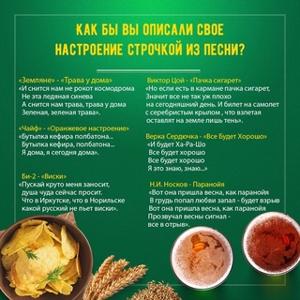 КАК БЫ ВЫ ОПИСАЛИ СВОЕ
НАСТРОЕНИЕ СТРОЧКОЙ ИЗ ПЕСНИ?
«Земляне» - «Трава у дома»
«И снится нам не рокот космодрома
Не эта ледяная синева
А снится нам трава, трава у дома
Зеленая, зеленая трава».
«Чайф» - «Оранжевое настроение»
«Бутылка кефира, полбатона...
Бутылка кефира, полбатона...
Я дома, я сегодня дома».
Би-2 - «Виски»
«Пускай круто меня заносит,
душа чуда сейчас просит.
Что в Иркутске, что в Норильске
какой русский не пьет виски».
Виктор Цой - «Пачка сигарет»
«Но если есть в кармане пачка сигарет,
Значит все не так уж плохо
на сегодняшний день. И билет на самолет
с серебристым крылом , что взлетая
оставлят на земле лишь тень».
Верка Сердючка - «Все Будет Хорошо»
«И будет Ха-Ра-Шо
Все будет хорошо
Все будет хорошо
Я это знаю, знаю...»
Н.И. Носков - Паранойя
«Вот она пришла весна, как паранойя
В грудь попал любви запал - будет взрыв
Вот она пришла весна, как паранойя
Прозвучал весны сигнал -
все в отрыв».